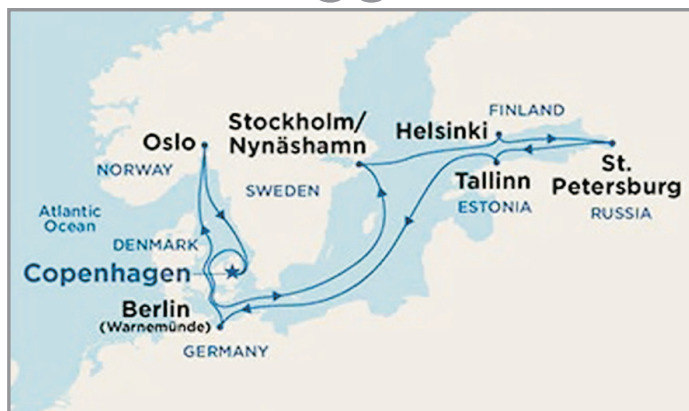 Oslo
NORWAY
Atlantic
Ocean
DENMARK
Copenhagen
Berlin
(Warnemünde)
GERMANY
Stockholm/
Nynäshamn
SWEDEN
Helsinki
FINLAND
Tallinn
ESTONIA
St.
Petersburg
RUSSIA